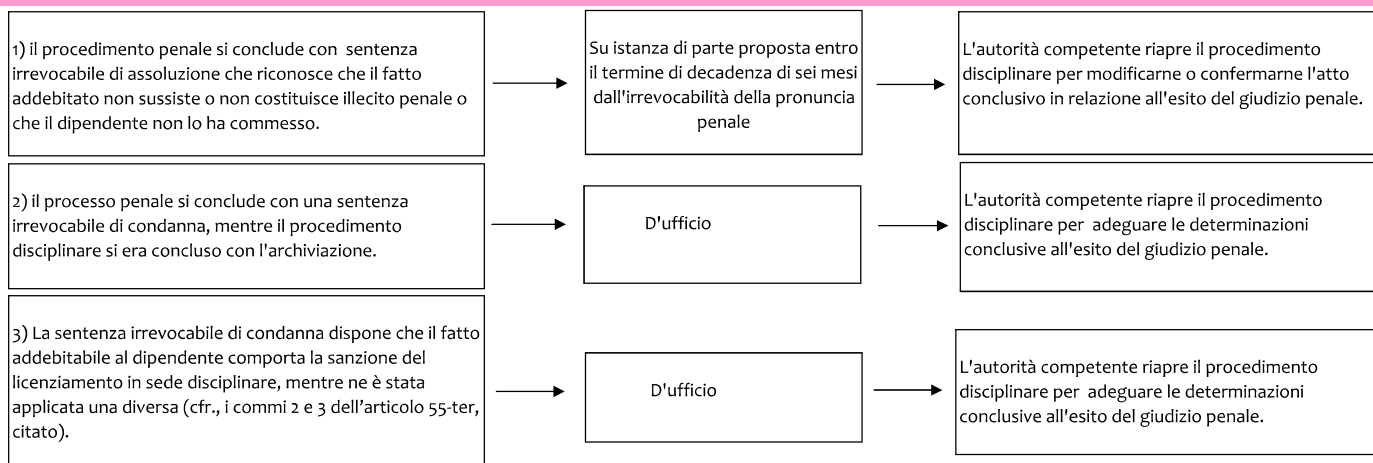 1) il procedimento penale si conclude con sentenza
irrevocabile di assoluzione che riconosce che il fatto
addebitato non sussiste o non costituisce illecito penale o
che il dipendente non lo ha commesso.
Su istanza di parte proposta entro
il termine di decadenza di sei mesi
dall'irrevocabilità della pronuncia
penale
L'autorità competente riapre il procedimento
disciplinare per modificarne o confermarne l'atto
conclusivo in relazione all'esito del giudizio penale.
2) il processo penale si conclude con una sentenza
irrevocabile di condanna, mentre il procedimento
disciplinare si era concluso con l'archiviazione.
D'ufficio
L'autorità competente riapre il procedimento
disciplinare per adeguare le determinazioni
conclusive all'esito del giudizio penale.
3) La sentenza irrevocabile di condanna dispone che il fatto
addebitabile al dipendente comporta la sanzione del
licenziamento in sede disciplinare, mentre ne è stata
applicata una diversa (cfr., i commi 2 e 3 dell’articolo 55-ter,
citato).
D'ufficio
L'autorità competente riapre il procedimento
disciplinare per adeguare le determinazioni
conclusive all'esito del giudizio penale.